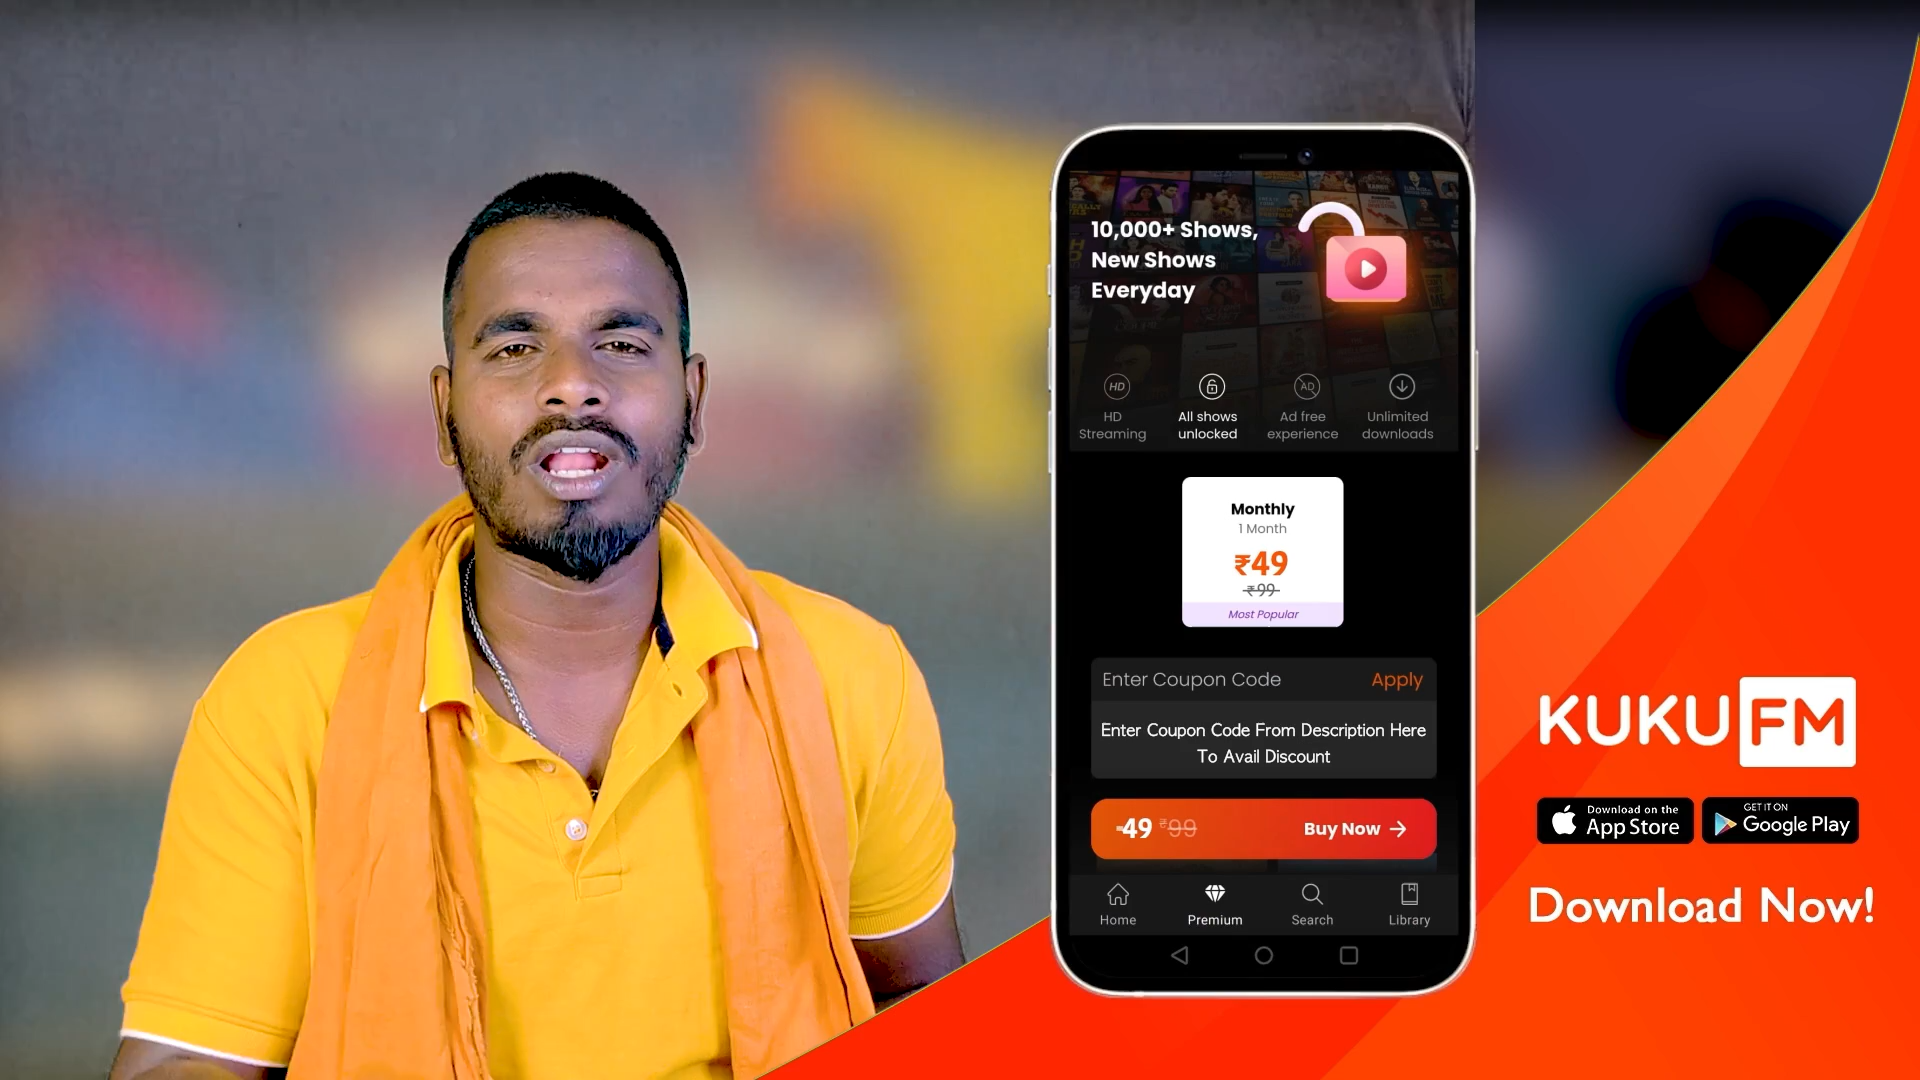 10,000+ Shows,
New Shows
Everyday
HD
HD
Streaming
All shows
unlocked
AD
Ad free
experience
Unlimited
downloads
Monthly
1 Month
₹49
₹99
Most Popular
Enter Coupon Code
Apply
Enter Coupon Code From Description Here
To Avail Discount
-49 ₹99
Buy Now →
Home
Premium
Search
Library
KUKU FM
Download on the
App Store
GET IT ON
Google Play
Download Now!